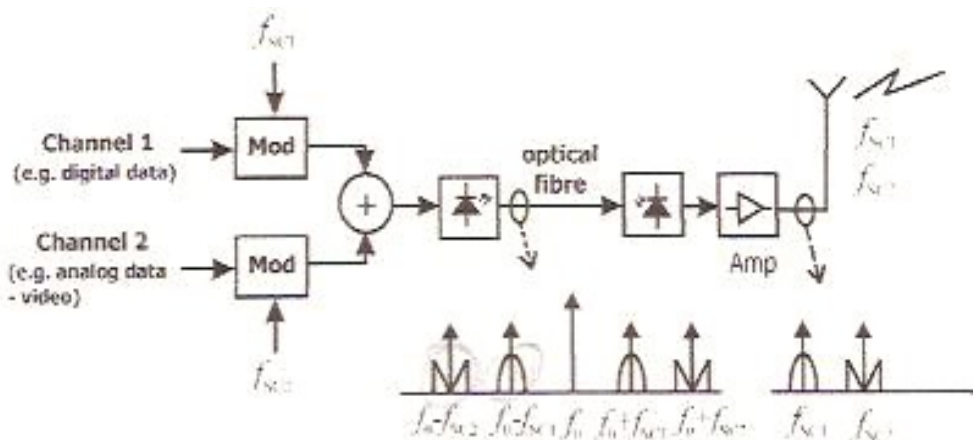 f_SC1
Channel 1
(e.g. digital data)
Mod
optical
fibre
f_SC1
f_SC2
+
Channel 2
(e.g. analog data
- video)
Mod
Amp
f_SC2
f_0-f_SC2 f_0-f_SC1 f_0 f_0+f_SC1 f_0+f_SC2 f_SC1 f_SC2